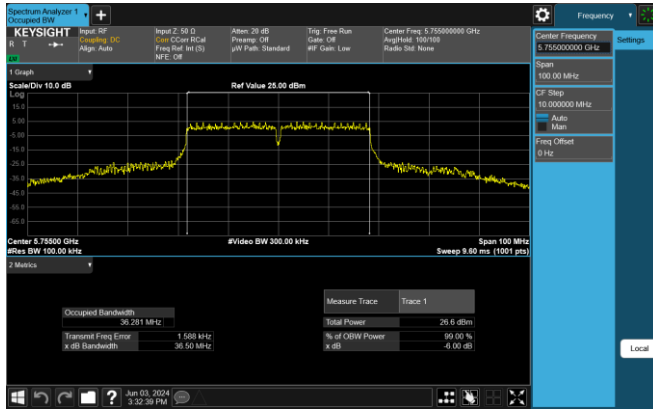 Spectrum Analyzer 1
Occupied BW
+
Frequency
KEYSIGHT
R T
Input: RF
Coupling: DC
Align: Auto
Input Z: 50 Ω
Corr CCorr RCal
Freq Ref: Int (S)
NFE: Off
Atten: 20 dB
Preamp: Off
µW Path: Standard
Trig: Free Run
Gate: Off
#IF Gain: Low
Center Freq: 5.755000000 GHz
Avg|Hold: 100/100
Radio Std: None
Center Frequency
5.755000000 GHz
Settings
Span
100.00 MHz
CF Step
10.000000 MHz
Auto
Man
Freq Offset
0 Hz
1 Graph
Scale/Div 10.0 dB
Ref Value 25.00 dBm
Log
15.0
5.00
-5.00
-15.0
-25.0
-35.0
-45.0
-55.0
-65.0
Center 5.75500 GHz
#Video BW 300.00 kHz
Span 100 MHz
#Res BW 100.00 kHz
Sweep 9.60 ms (1001 pts)
2 Metrics
Measure Trace
Trace 1
Occupied Bandwidth
36.281 MHz
Total Power
26.6 dBm
Transmit Freq Error
1.588 kHz
% of OBW Power
99.00 %
x dB Bandwidth
36.50 MHz
x dB
-6.00 dB
Local
?
Jun 03, 2024
3:32:39 PM